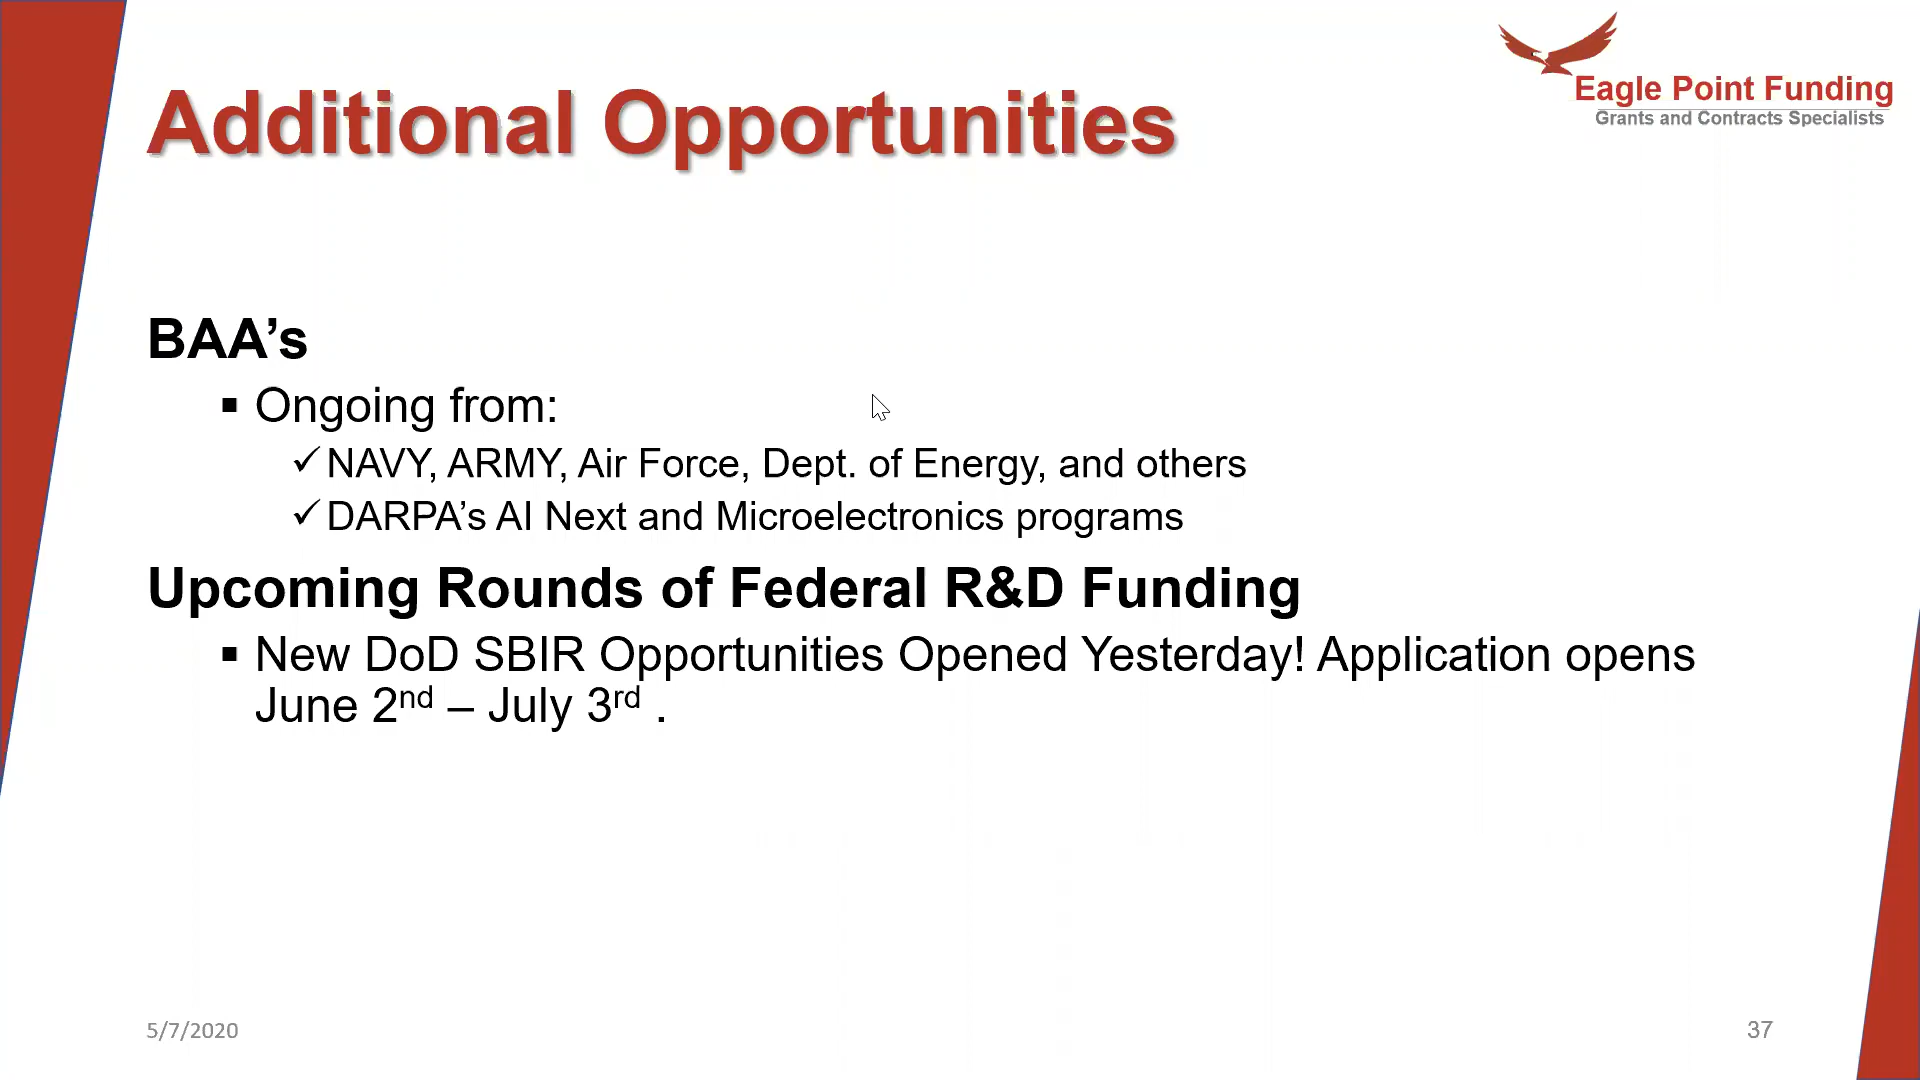 Eagle Point Funding
Grants and Contracts Specialists
Additional Opportunities
BAA’s
▪ Ongoing from:
✓NAVY, ARMY, Air Force, Dept. of Energy, and others
✓DARPA’s AI Next and Microelectronics programs
Upcoming Rounds of Federal R&D Funding
▪ New DoD SBIR Opportunities Opened Yesterday! Application opens
June 2nd – July 3rd .
5/7/2020
37